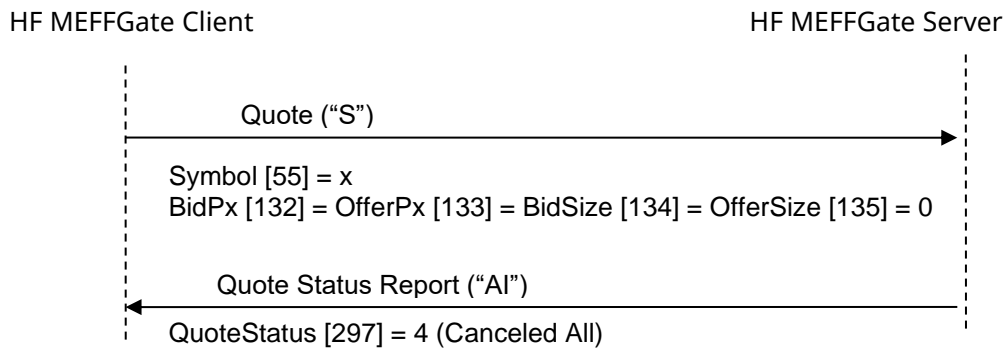 HF MEFFGate Client HF MEFFGate Server
Quote (“S”)
Symbol [55] = x
BidPx [132] = OfferPx [133] = BidSize [134] = OfferSize [135] = 0
Quote Status Report (“AI”)
QuoteStatus [297] = 4 (Canceled All)